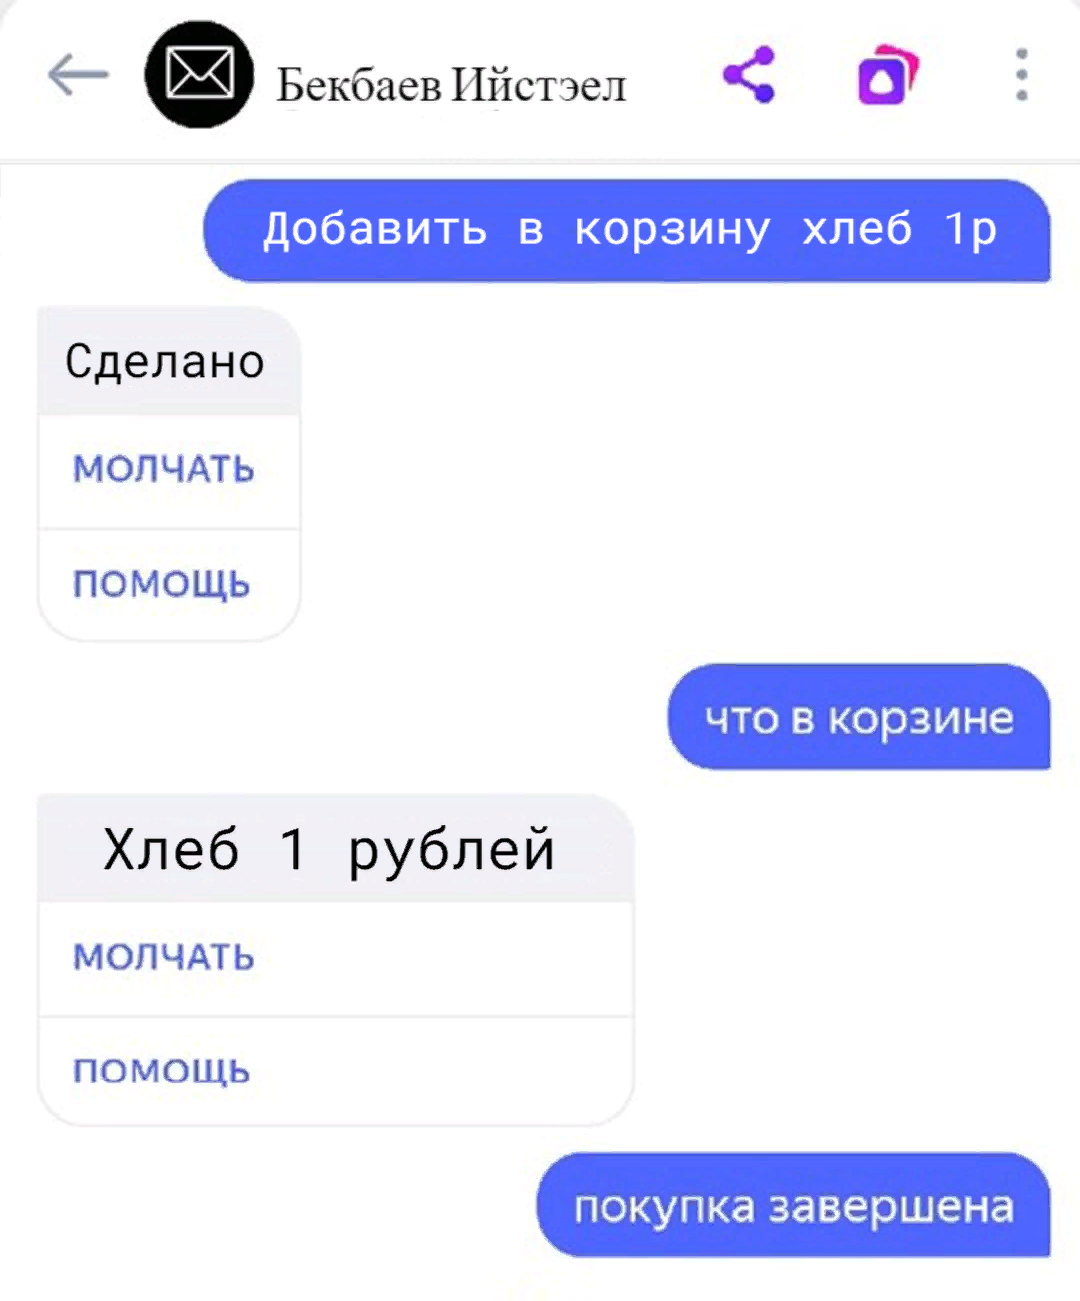 Бекбаев Ийстэел
Добавить в корзину хлеб 1р
Сделано
МОЛЧАТЬ
ПОМОЩЬ
что в корзине
Хлеб 1 рублей
МОЛЧАТЬ
ПОМОЩЬ
покупка завершена